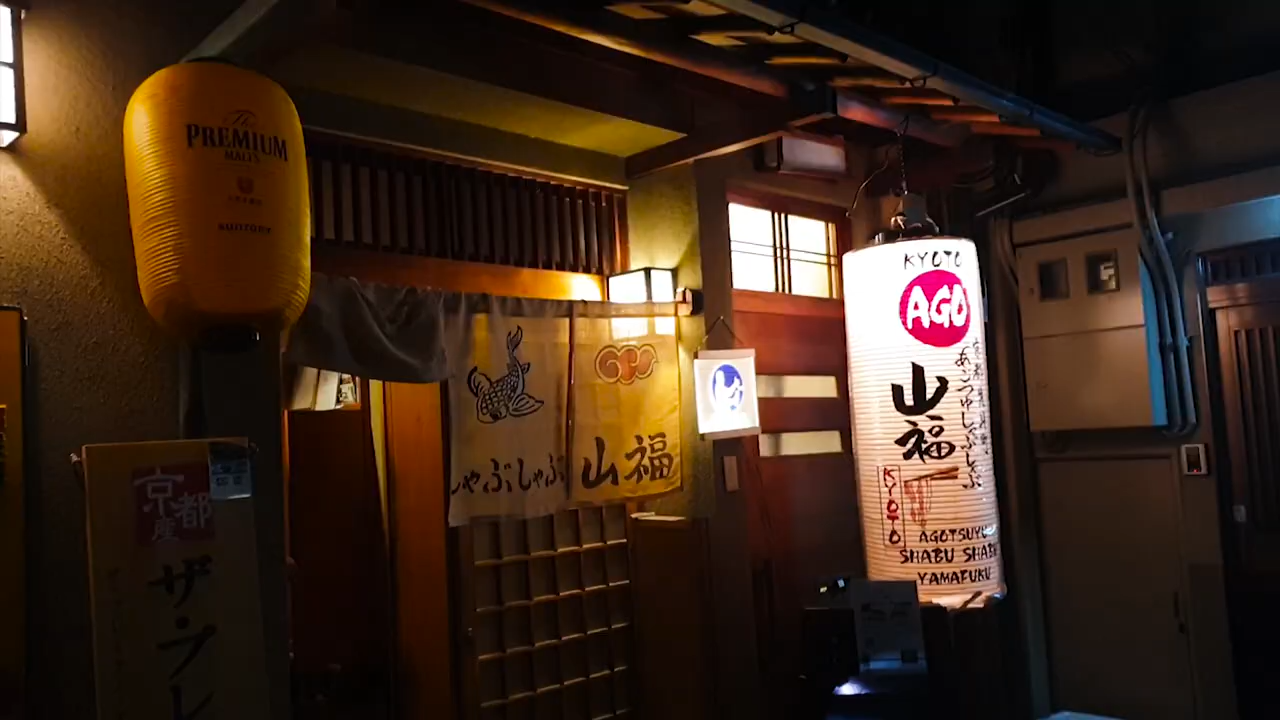 The
PREMIUM
MALT'S
SUNTORY
京都
産
ザ・プレ
しゃぶしゃぶ
山福
KYOTO
AGO
山福
あごつゆしゃぶしゃぶ
KYOTO
AGOTSUYU
SHABU SHABU
YAMAFUKU